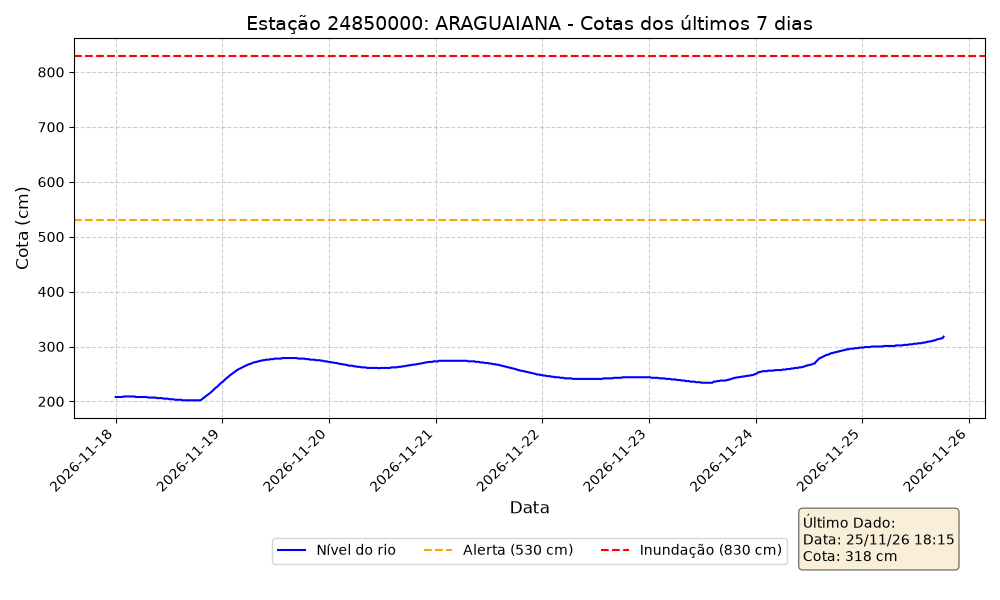 Estação 24850000: ARAGUAIANA - Cotas dos últimos 7 dias
Cota (cm)
800
700
600
500
400
300
200
2026-11-18
2026-11-19
2026-11-20
2026-11-21
2026-11-22
2026-11-23
2026-11-24
2026-11-25
2026-11-26
Data
Nível do rio
Alerta (530 cm)
Inundação (830 cm)
Último Dado:
Data: 25/11/26 18:15
Cota: 318 cm